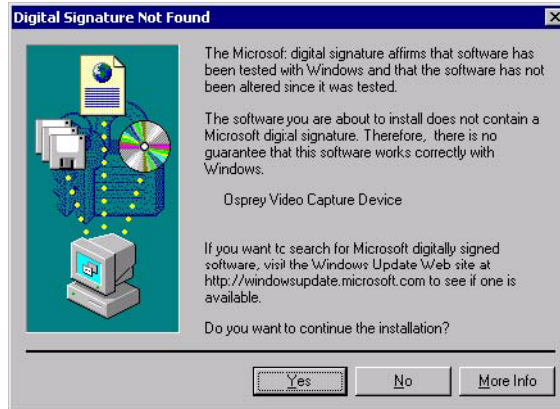 Digital Signature Not Found
The Microsoft digital signature affirms that software has
been tested with Windows and that the software has not
been altered since it was tested.
The software you are about to install does not contain a
Microsoft digital signature. Therefore, there is no
guarantee that this software works correctly with
Windows.
Osprey Video Capture Device
If you want to search for Microsoft digitally signed
software, visit the Windows Update Web site at
http://windowsupdate.microsoft.com to see if one is
available.
Do you want to continue the installation?
Yes
No
More Info